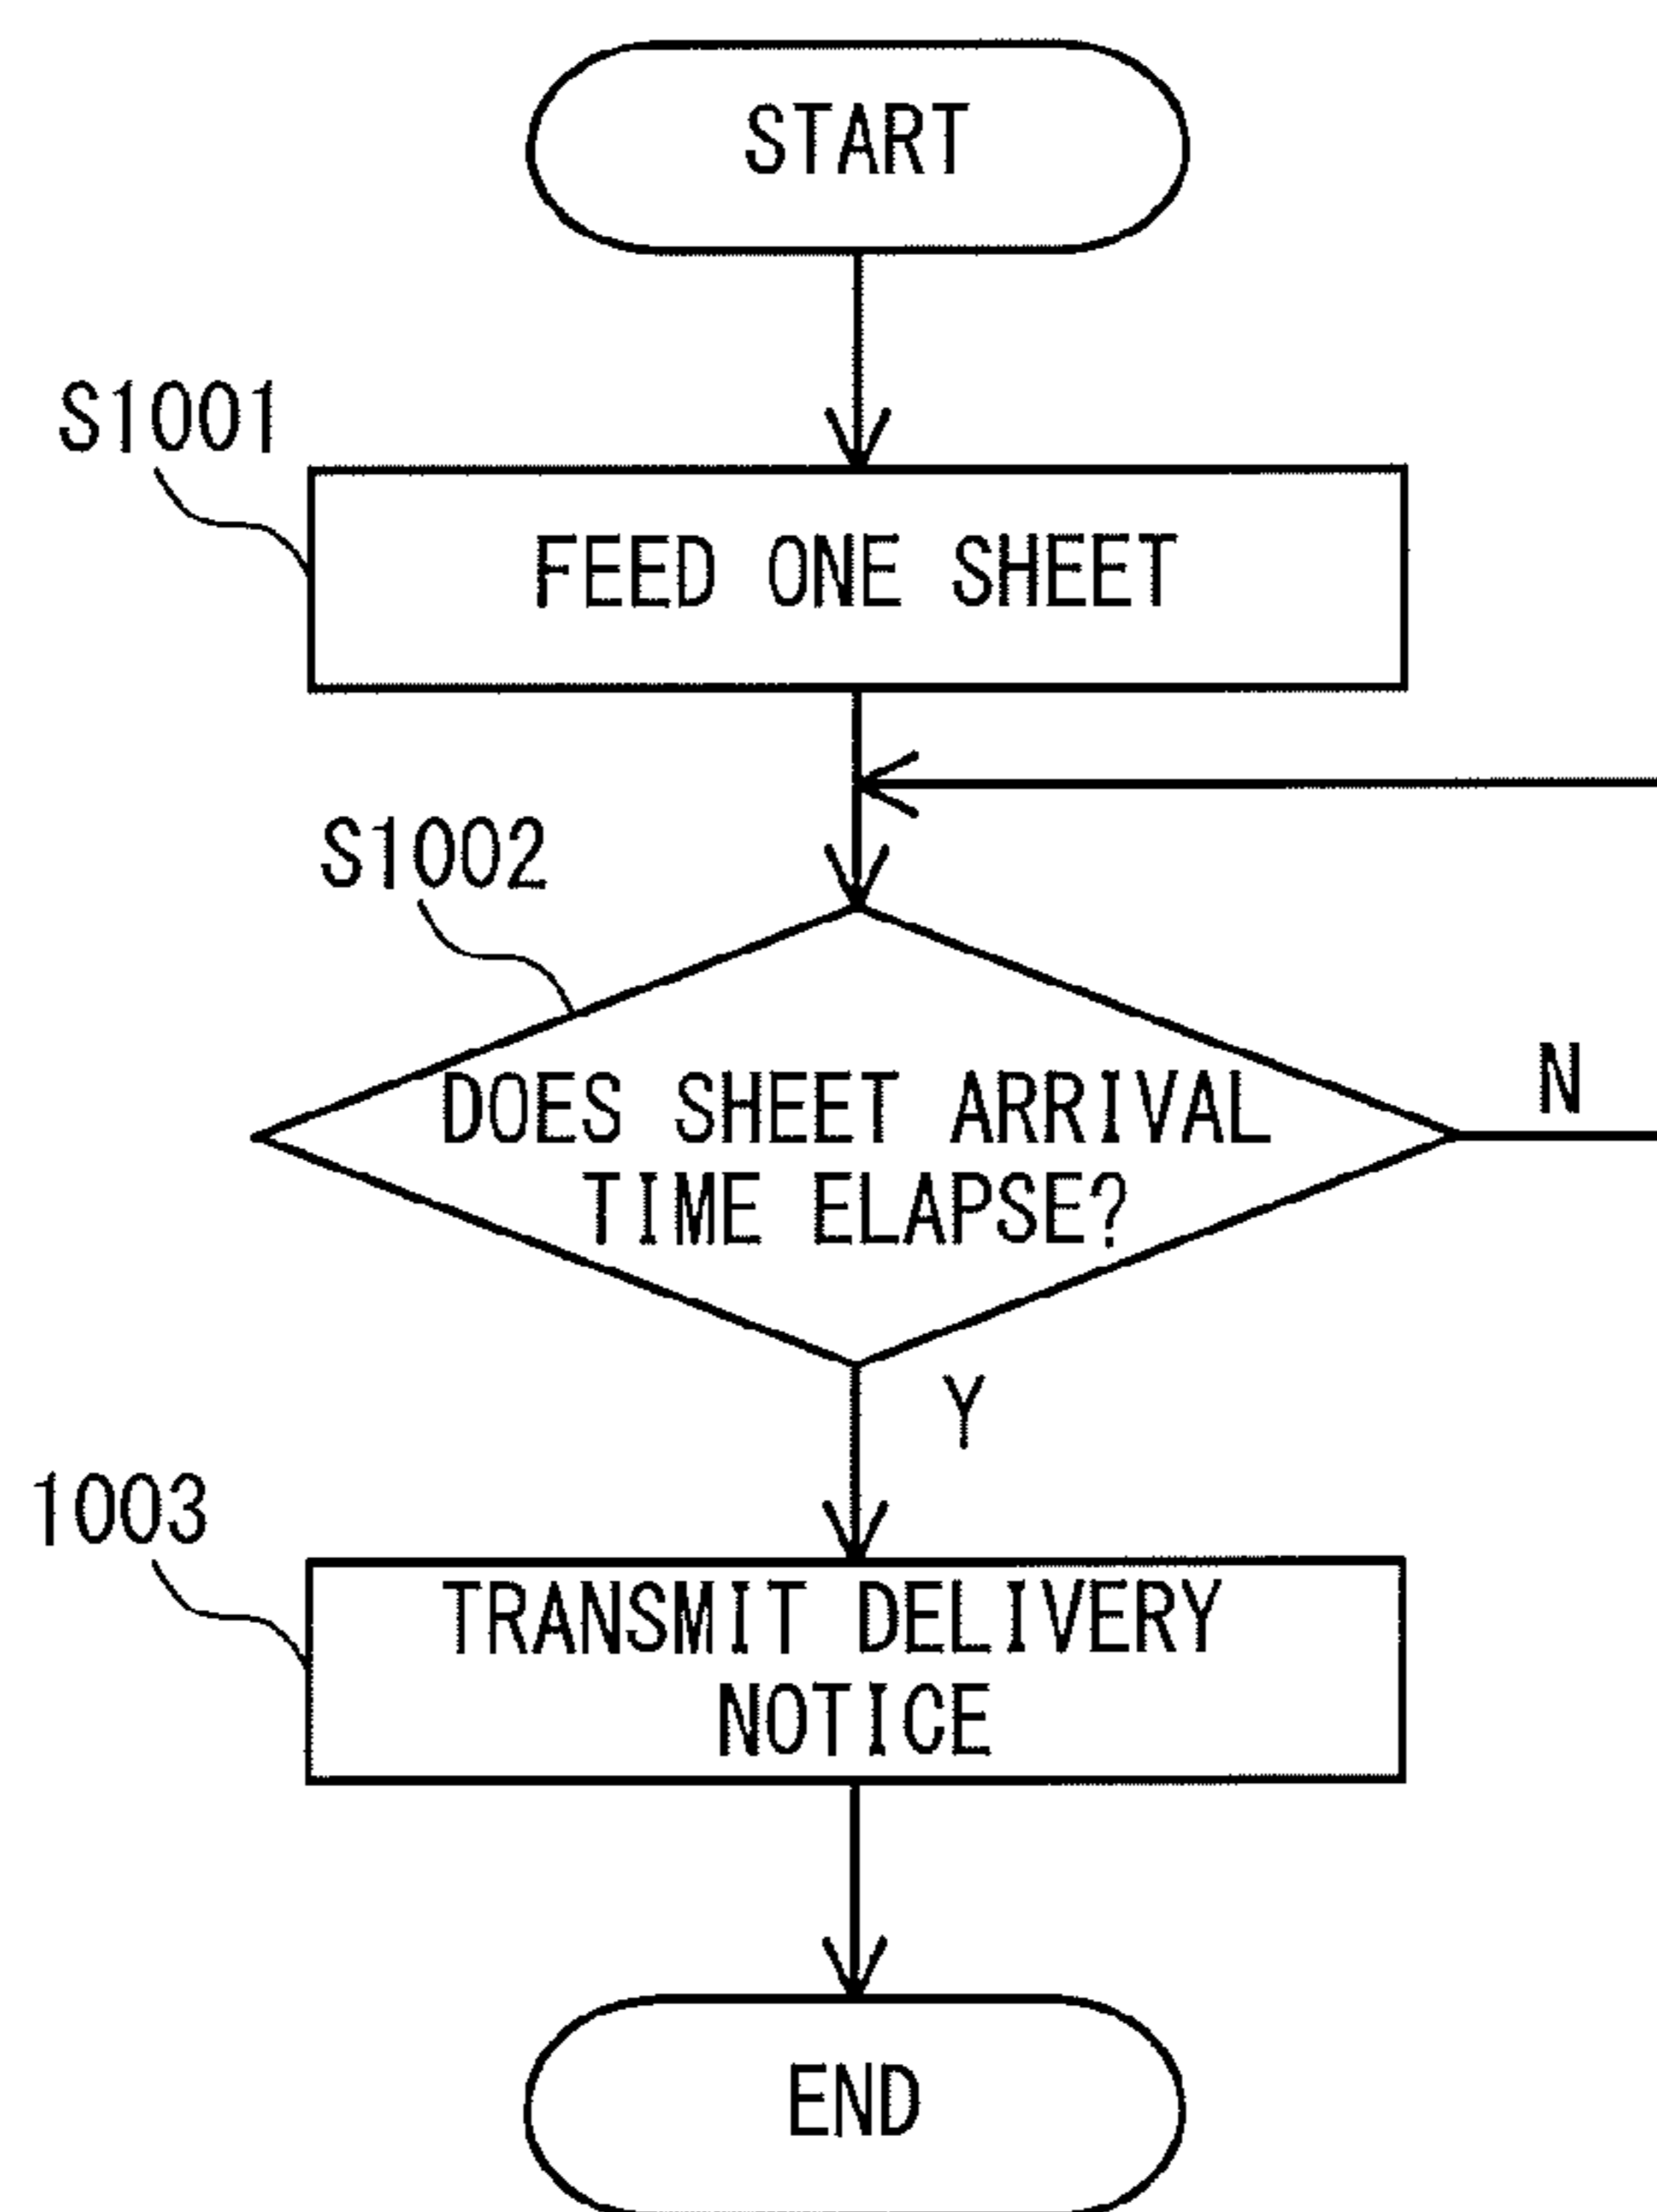 START
S1001
FEED ONE SHEET
S1002
DOES SHEET ARRIVAL
TIME ELAPSE?
N
Y
1003
TRANSMIT DELIVERY
NOTICE
END